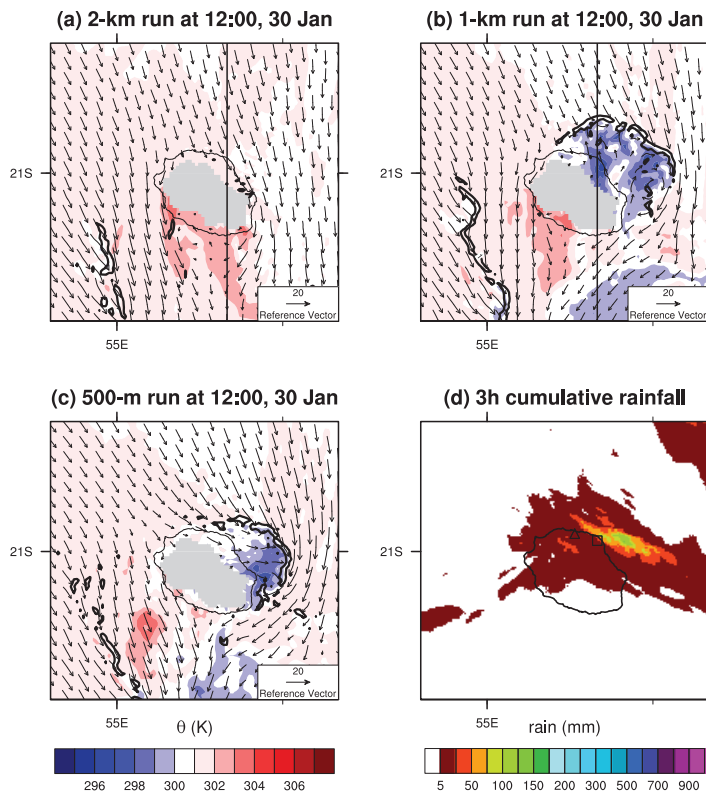 (a) 2-km run at 12:00, 30 Jan
(b) 1-km run at 12:00, 30 Jan
21S
20
Reference Vector
55E
21S
20
Reference Vector
55E
(c) 500-m run at 12:00, 30 Jan
(d) 3h cumulative rainfall
21S
20
Reference Vector
55E
21S
55E
θ (K)
rain (mm)
296 298 300 302 304 306
5 50 100 150 200 300 500 700 900